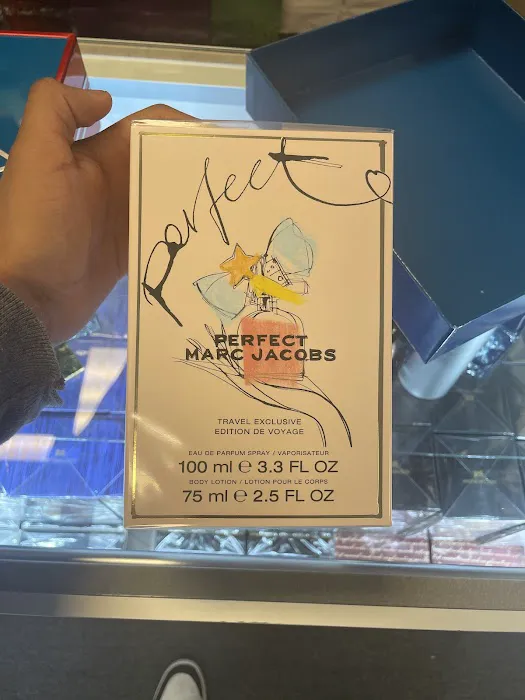 perfect
PERFECT
MARC JACOBS
TRAVEL EXCLUSIVE
EDITION DE VOYAGE
EAU DE PARFUM SPRAY / VAPORISATEUR
100 ml ℮ 3.3 FL OZ
BODY LOTION / LOTION POUR LE CORPS
75 ml ℮ 2.5 FL OZ